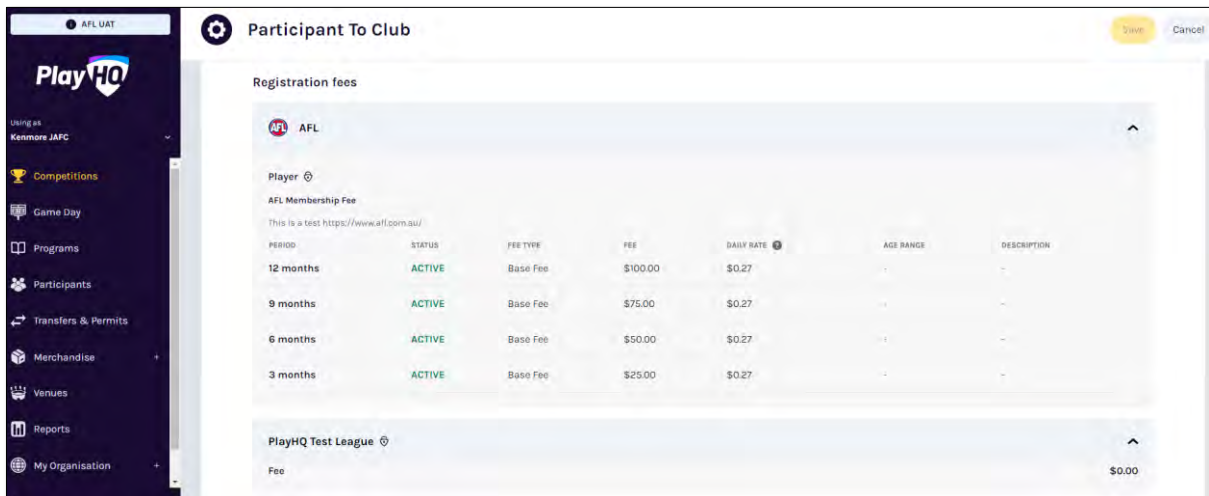 AFL UAT
PlayHQ
Using as
Kenmore JAFC
Competitions
Game Day
Programs
Participants
Transfers & Permits
Merchandise +
Venues
Reports
My Organisation +
Participant To Club
Save Cancel
Registration fees
AFL AFL
Player
AFL Membership Fee
This is a test https://www.afl.com.au/
PERIOD STATUS FEE TYPE FEE DAILY RATE ? AGE RANGE DESCRIPTION
12 months ACTIVE Base Fee $100.00 $0.27 - -
9 months ACTIVE Base Fee $75.00 $0.27 - -
6 months ACTIVE Base Fee $50.00 $0.27 - -
3 months ACTIVE Base Fee $25.00 $0.27 - -
PlayHQ Test League
Fee $0.00